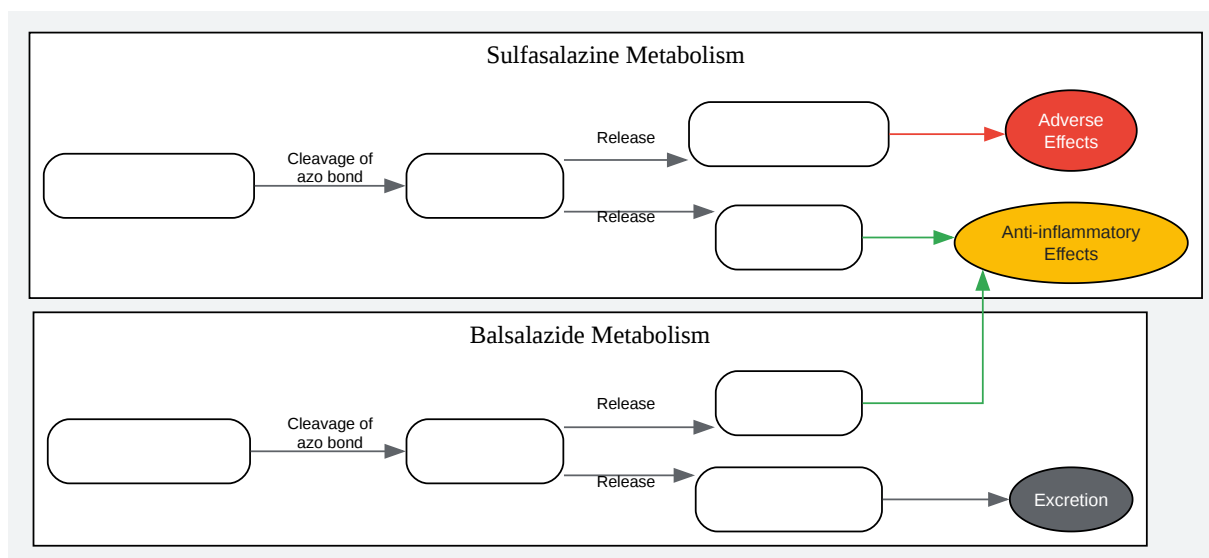 Sulfasalazine Metabolism
Cleavage of
azo bond
Release
Release
Adverse
Effects
Anti-inflammatory
Effects
Balsalazide Metabolism
Cleavage of
azo bond
Release
Release
Excretion